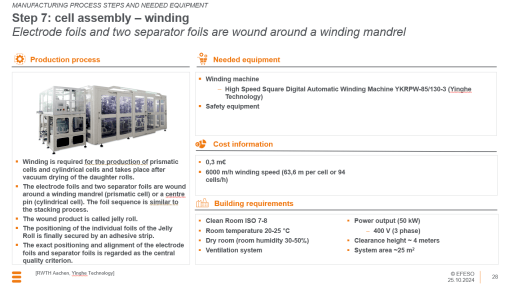 MANUFACTURING PROCESS STEPS AND NEEDED EQUIPMENT
Step 7: cell assembly – winding
Electrode foils and two separator foils are wound around a winding mandrel
Production process
Winding is required for the production of prismatic
cells and cylindrical cells and takes place after
vacuum drying of the daughter rolls.
The electrode foils and two separator foils are wound
around a winding mandrel (prismatic cell) or a centre
pin (cylindrical cell). The foil sequence is similar to
the stacking process.
The wound product is called jelly roll.
The positioning of the individual foils of the Jelly
Roll is finally secured by an adhesive strip.
The exact positioning and alignment of the electrode
foils and separator foils is regarded as the central
quality criterion.
Needed equipment
Winding machine
– High Speed Square Digital Automatic Winding Machine YKRPW-85/130-3 (Yinghe
Technology)
Safety equipment
Cost information
0,3 m€
6000 m/h winding speed (63,6 m per cell or 94
cells/h)
Building requirements
Clean Room ISO 7-8
Room temperature 20-25 °C
Dry room (room humidity 30-50%)
Ventilation system
Power output (50 kW)
– 400 V (3 phase)
Clearance height ~ 4 meters
System area ~25 m²
[RWTH Aachen, Yinghe Technology]
© EFESO
25.10.2024
28